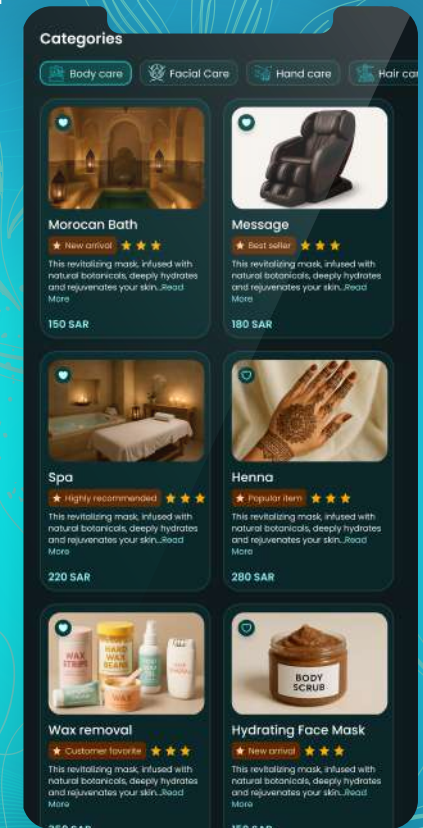 Categories
Body care
Facial Care
Hand care
Hair
Morocan Bath
New arrival
This revitalizing mask, infused with
natural botanicals, deeply hydrates
and rejuvenates your skin...Read
More
150 SAR
Message
Best seller
This revitalizing mask, infused with
natural botanicals, deeply hydrates
and rejuvenates your skin...Read
More
180 SAR
Spa
Highly recommended
This revitalizing mask, infused with
natural botanicals, deeply hydrates
and rejuvenates your skin...Read
More
220 SAR
Henna
Popular item
This revitalizing mask, infused with
natural botanicals, deeply hydrates
and rejuvenates your skin...Read
More
280 SAR
WAX
STRIPS
HARD
WAX
BEANS
WAX
Wax removal
Customer favorite
This revitalizing mask, infused with
natural botanicals, deeply hydrates
and rejuvenates your skin...Read
More
BODY
SCRUB
Hydrating Face Mask
New arrival
This revitalizing mask, infused with
natural botanicals, deeply hydrates
and rejuvenates your skin...Read
More